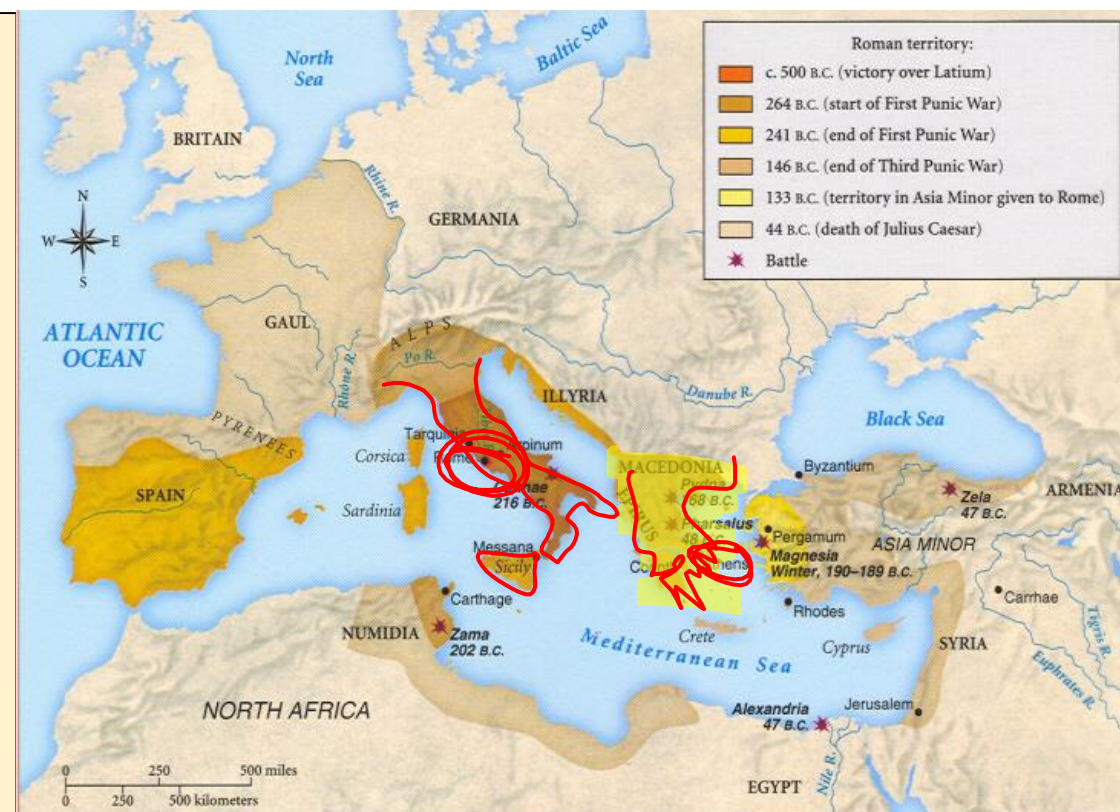 Roman territory:
c. 500 B.C. (victory over Latium)
264 B.C. (start of First Punic War)
241 B.C. (end of First Punic War)
146 B.C. (end of Third Punic War)
133 B.C. (territory in Asia Minor given to Rome)
44 B.C. (death of Julius Caesar)
Battle
North
Sea
Baltic Sea
BRITAIN
Rhine R.
N
W
E
S
GERMANIA
ATLANTIC
OCEAN
GAUL
ALPS
Po R.
Rhône R.
Danube R.
ILLYRIA
Black Sea
PYRENEES
Corsica
SPAIN
Sardinia
216 B.C.
MACEDONIA
EPIRUS
Pydna
168 B.C.
Pharsalus
48 B.C.
Byzantium
Zela
47 B.C.
ARMENIA
Pergamum
ASIA MINOR
Magnesia
Winter, 190–189 B.C.
Messana
Sicily
Carthage
NUMIDIA
Zama
202 B.C.
Rhodes
Crete
Cyprus
Carrhae
Tigris R.
Euphrates R.
SYRIA
Mediterranean Sea
NORTH AFRICA
Alexandria
47 B.C.
Jerusalem
EGYPT
Nile R.
0 250 500 miles
0 250 500 kilometers